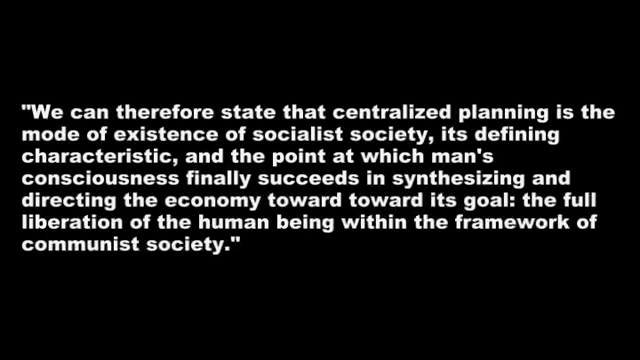 "We can therefore state that centralized planning is the
mode of existence of socialist society, its defining
characteristic, and the point at which man's
consciousness finally succeeds in synthesizing and
directing the economy toward toward its goal: the full
liberation of the human being within the framework of
communist society."